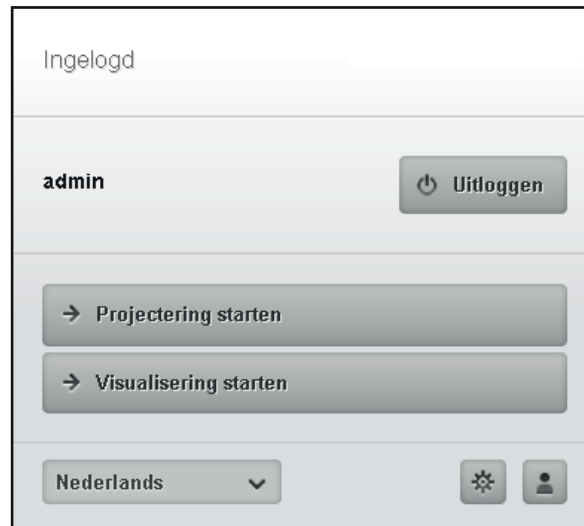 Ingelogd
admin
Uitloggen
Projectering starten
Visualisering starten
Nederlands